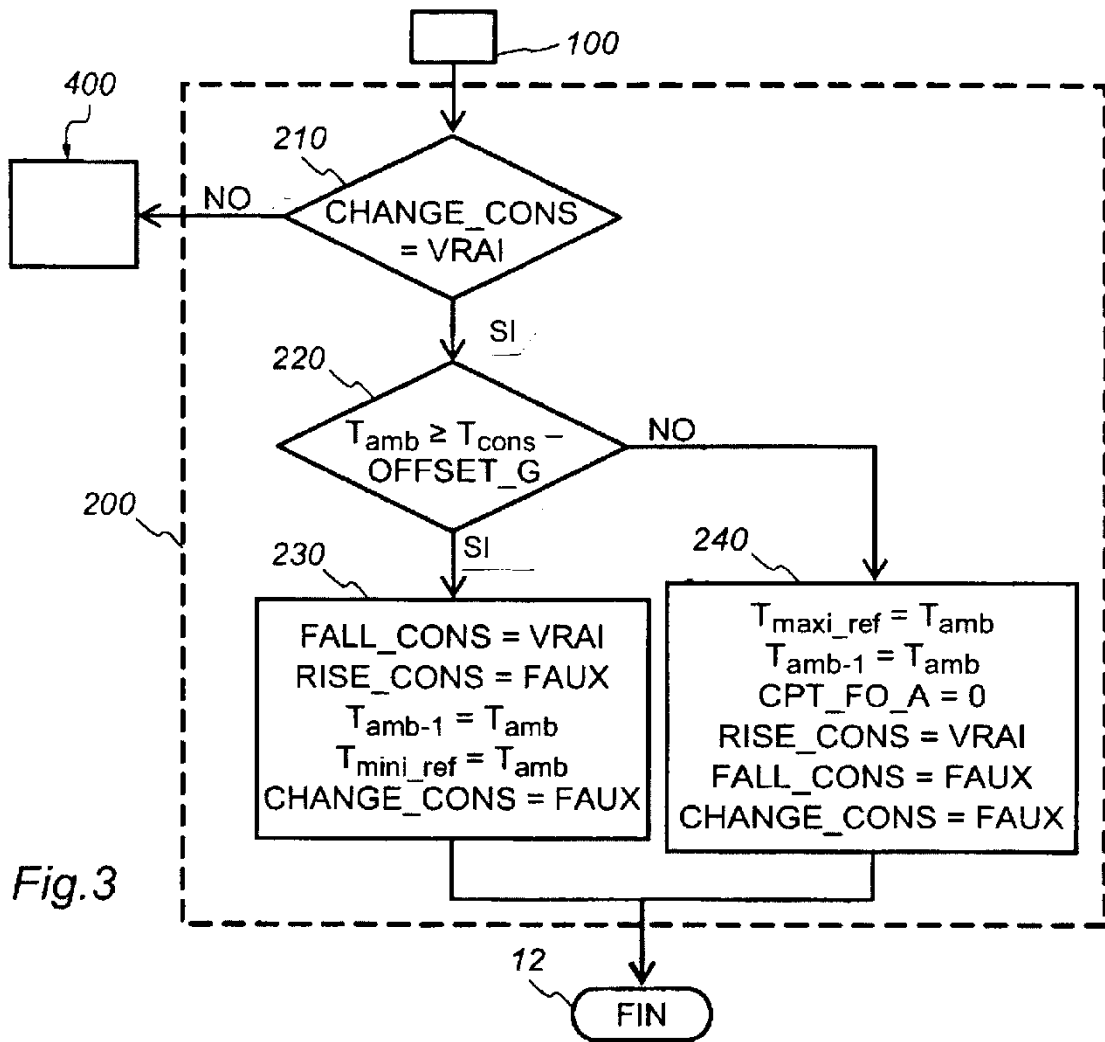 100
400
210
NO
CHANGE_CONS
= VRAI
SI
220
T_amb ≥ T_cons –
OFFSET_G
NO
200
SI
230
240
FALL_CONS = VRAI
RISE_CONS = FAUX
T_amb-1 = T_amb
T_mini_ref = T_amb
CHANGE_CONS = FAUX
T_maxi_ref = T_amb
T_amb-1 = T_amb
CPT_FO_A = 0
RISE_CONS = VRAI
FALL_CONS = FAUX
CHANGE_CONS = FAUX
Fig.3
12
FIN